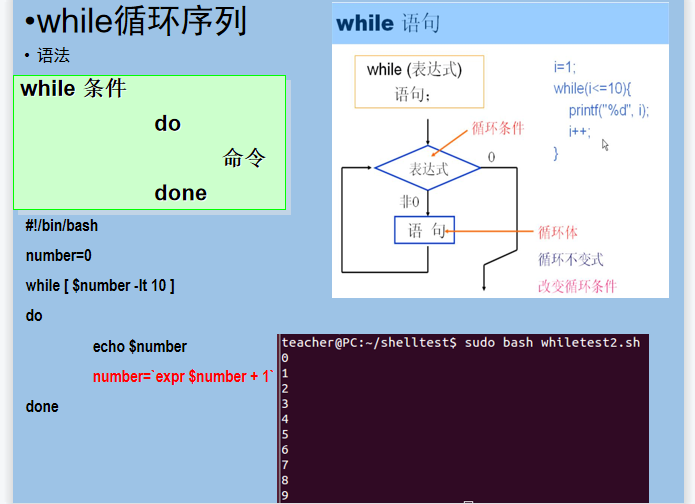 •while循环序列
• 语法
while 条件
do
命令
done
#!/bin/bash
number=0
while [ $number -lt 10 ]
do
echo $number
number=`expr $number + 1`
done
while 语句
while (表达式)
语句;
i=1;
while(i<=10){
printf("%d", i);
i++;
}
循环条件
表达式
0
非0
语 句
循环体
循环不变式
改变循环条件
teacher@PC:~/shelltest$ sudo bash whiletest2.sh
0
1
2
3
4
5
6
7
8
9